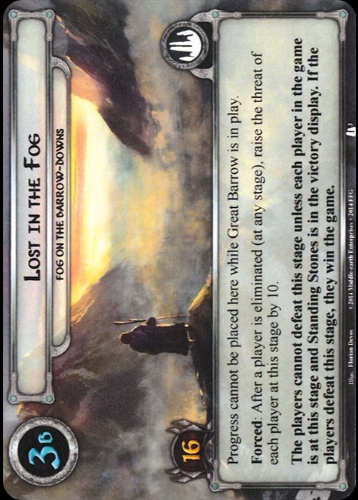 3B
LOST IN THE FOG
FOG ON THE BARROW-DOWNS
16
Progress cannot be placed here while Great Barrow is in play.
Forced: After a player is eliminated (at any stage), raise the threat of
each player at this stage by 10.
The players cannot defeat this stage unless each player in the game
is at this stage and Standing Stones is in the victory display. If the
players defeat this stage, they win the game.
Illus. Florian Devos ©2014 Middle-earth Enterprises ©2014 FFG